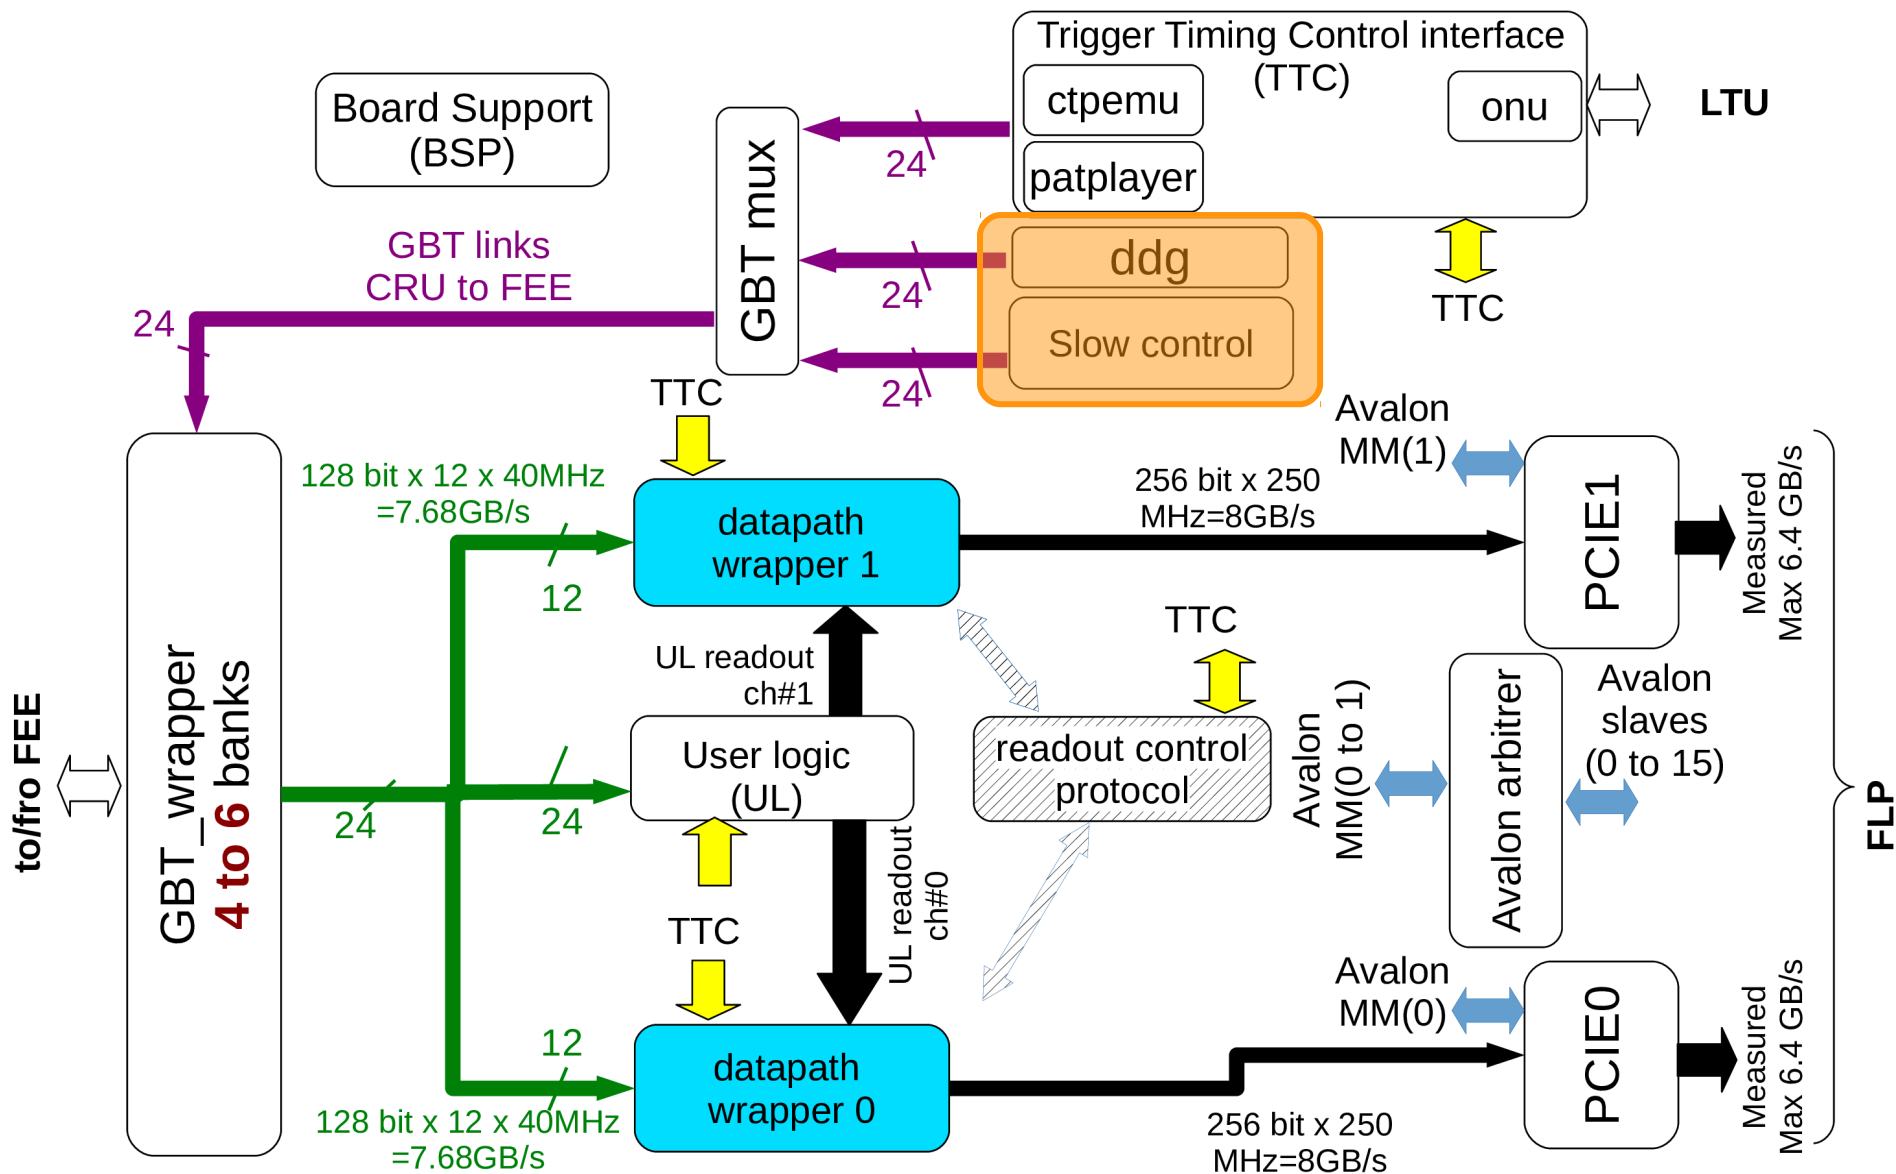 Trigger Timing Control interface
(TTC)
ctpemu
onu
patplayer
LTU
Board Support
(BSP)
GBT mux
24
24
24
ddg
Slow control
TTC
GBT links
CRU to FEE
24
TTC
Avalon
MM(1)
128 bit x 12 x 40MHz
=7.68GB/s
12
datapath
wrapper 1
256 bit x 250
MHz=8GB/s
PCIE1
Measured
Max 6.4 GB/s
to/fro FEE
GBT_wrapper
4 to 6 banks
24
24
UL readout
ch#1
User logic
(UL)
UL readout
ch#0
TTC
readout control
protocol
Avalon
MM(0 to 1)
Avalon arbitrer
Avalon
slaves
(0 to 15)
FLP
TTC
12
128 bit x 12 x 40MHz
=7.68GB/s
datapath
wrapper 0
256 bit x 250
MHz=8GB/s
Avalon
MM(0)
PCIE0
Measured
Max 6.4 GB/s